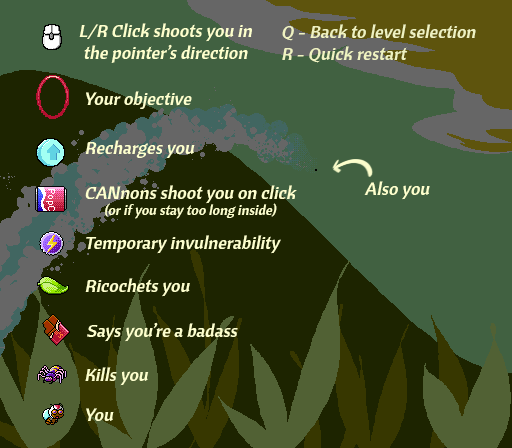 L/R Click shoots you in
the pointer's direction
Q - Back to level selection
R - Quick restart
Your objective
Recharges you
Also you
PopC
CANnons shoot you on click
(or if you stay too long inside)
Temporary invulnerability
Ricochets you
Says you're a badass
Kills you
You